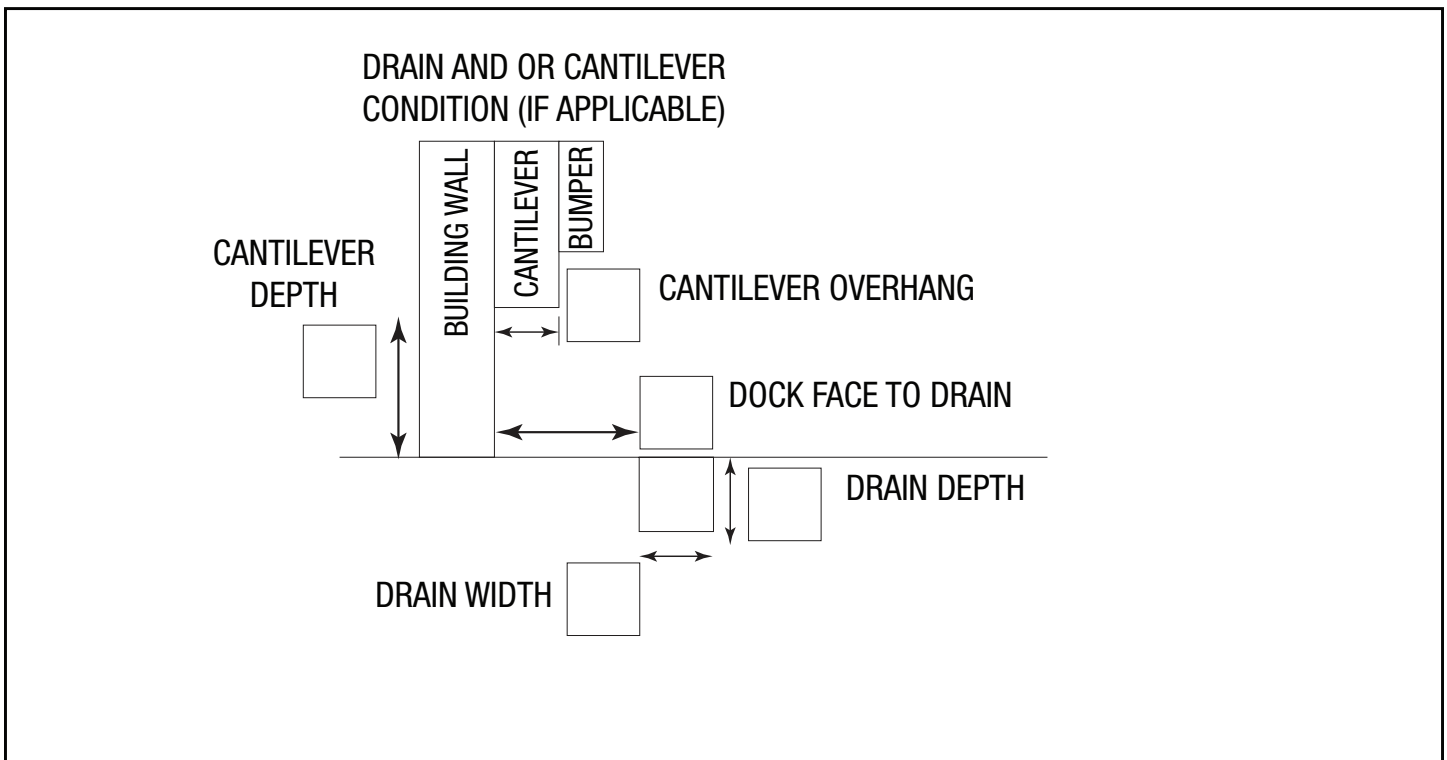 DRAIN AND OR CANTILEVER
CONDITION (IF APPLICABLE)
BUILDING WALL
CANTILEVER
BUMPER
CANTILEVER
DEPTH
CANTILEVER OVERHANG
DOCK FACE TO DRAIN
DRAIN DEPTH
DRAIN WIDTH